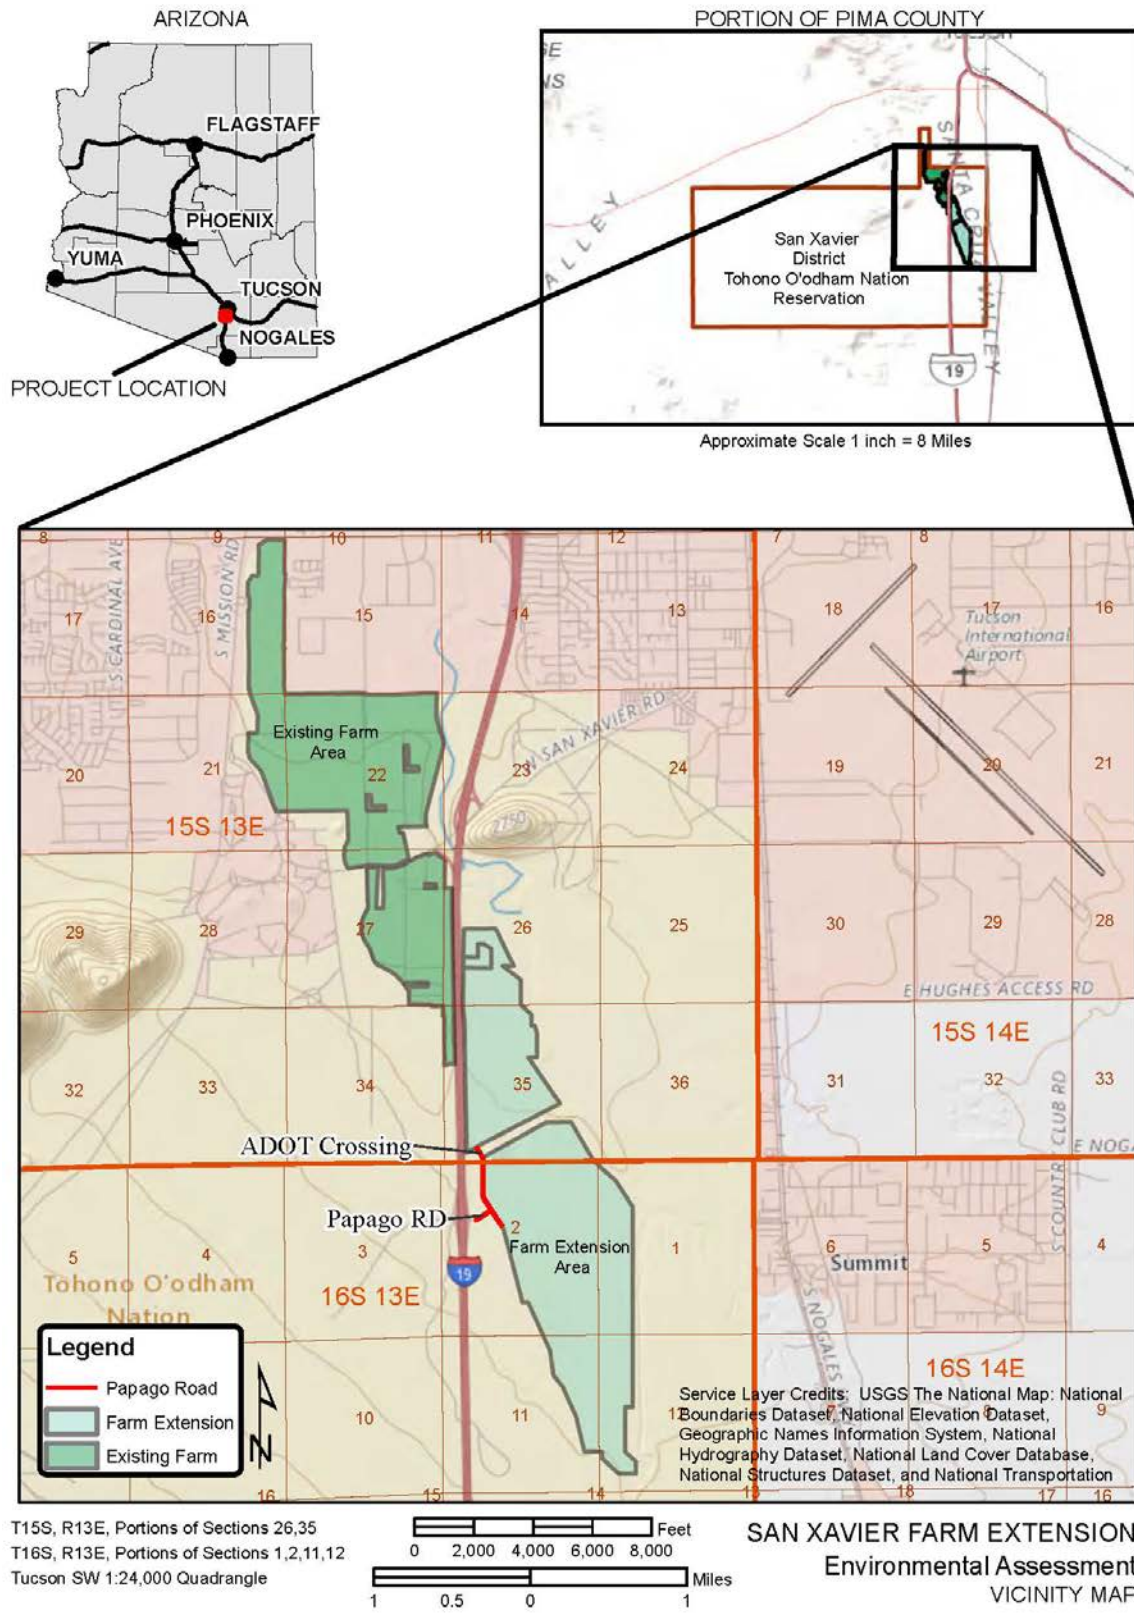 ARIZONA
FLAGSTAFF
PHOENIX
YUMA
TUCSON
NOGALES
PROJECT LOCATION
PORTION OF PIMA COUNTY
ALLEY
SANTA CRUZ VALLEY
San Xavier
District
Tohono O'odham Nation
Reservation
19
Approximate Scale 1 inch = 8 Miles
8
9
10
11
12
7
8
S CARDINAL AVE
S MISSION RD
17
16
15
14
13
18
17
16
Tucson
International
Airport
N SAN XAVIER RD
Existing Farm
Area
20
21
22
23
24
19
20
21
15S 13E
2750
29
28
27
26
25
30
29
28
E HUGHES ACCESS RD
15S 14E
32
33
34
35
36
31
32
33
S COUNTRY CLUB RD
E NOGA
ADOT Crossing
Papago RD
2
Farm Extension
Area
5
4
3
1
6
5
4
Summit
Tohono O'odham
Nation
16S 13E
19
S NOGALES
16S 14E
Legend
Papago Road
Farm Extension
Existing Farm
N
10
11
12
7
8
9
Service Layer Credits: USGS The National Map: National
Boundaries Dataset, National Elevation Dataset,
Geographic Names Information System, National
Hydrography Dataset, National Land Cover Database,
National Structures Dataset, and National Transportation
16
15
14
13
18
17
16
T15S, R13E, Portions of Sections 26,35
T16S, R13E, Portions of Sections 1,2,11,12
Tucson SW 1:24,000 Quadrangle
Feet
0 2,000 4,000 6,000 8,000
Miles
1 0.5 0 1
SAN XAVIER FARM EXTENSION
Environmental Assessment
VICINITY MAP